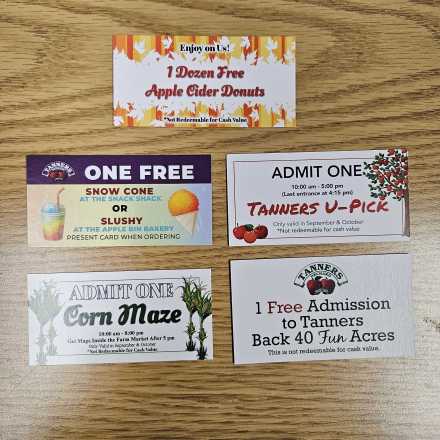 Enjoy on Us!
1 Dozen Free
Apple Cider Donuts
*Not Redeemable for Cash Value
TANNERS
ONE FREE
SNOW CONE
AT THE SNACK SHACK
OR
SLUSHY
AT THE APPLE BIN BAKERY
PRESENT CARD WHEN ORDERING
ADMIT ONE
10:00 am - 5:00 pm
(Last entrance at 4:15 pm)
TANNERS U-PICK
Only valid in September & October
*Not redeemable for cash value
ADMIT ONE
Corn Maze
10:00 am - 8:00 pm
Get Maps Inside the Farm Market After 5 pm
Only Valid in September & October
*Not Redeemable for Cash Value
TANNERS
1 Free Admission
to Tanners
Back 40 Fun Acres
This is not redeemable for cash value.